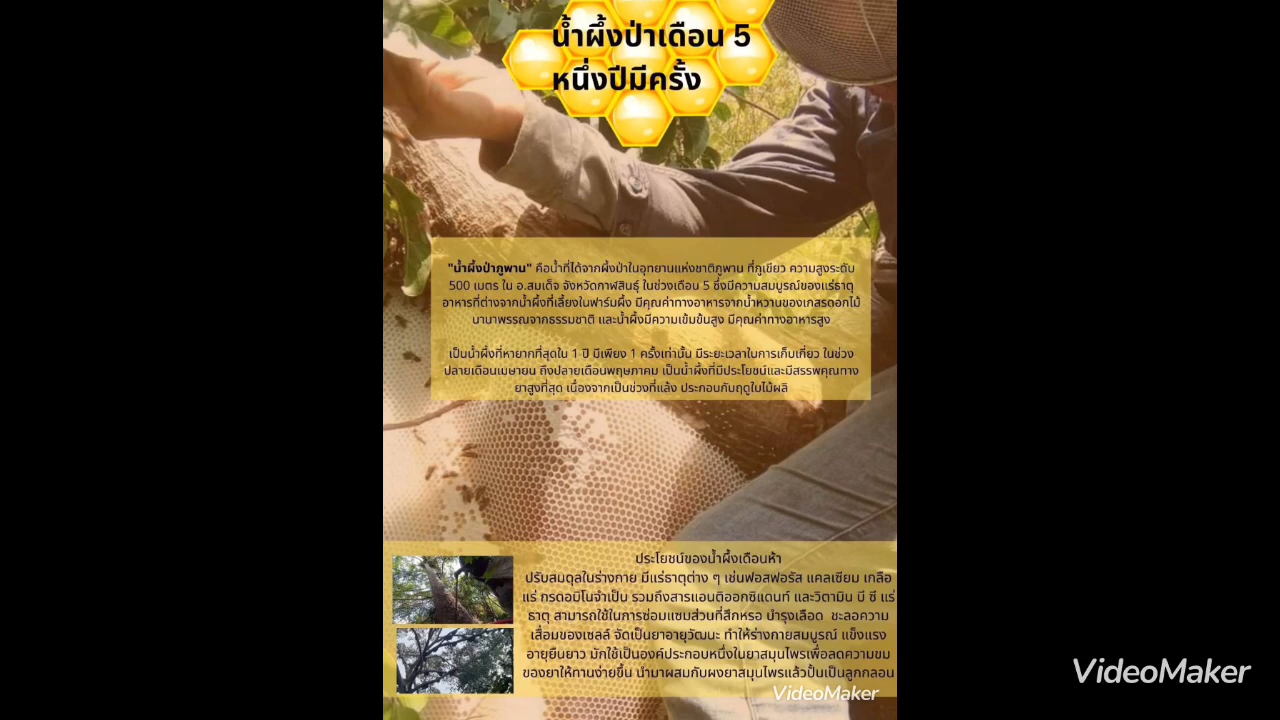 น้ำผึ้งป่าเดือน 5
หนึ่งปีมีครั้ง
"น้ำผึ้งป่าภูพาน" คือน้ำที่ได้จากผึ้งป่าในอุทยานแห่งชาติภูพาน ที่ภูเขียว ความสูงระดับ
500 เมตร ใน อ.สมเด็จ จังหวัดกาฬสินธุ์ ในช่วงเดือน 5 ซึ่งมีความสมบูรณ์ของแร่ธาตุ
อาหารที่ต่างจากน้ำผึ้งที่เลี้ยงในฟาร์มผึ้ง มีคุณค่าทางอาหารจากน้ำหวานของเกสรดอกไม้
นานาพรรณจากธรรมชาติ และน้ำผึ้งมีความเข้มข้นสูง มีคุณค่าทางอาหารสูง
เป็นน้ำผึ้งที่หายากที่สุดใน 1 ปี มีเพียง 1 ครั้งเท่านั้น มีระยะเวลาในการเก็บเกี่ยว ในช่วง
ปลายเดือนเมษายน ถึงปลายเดือนพฤษภาคม เป็นน้ำผึ้งที่มีประโยชน์และมีสรรพคุณทาง
ยาสูงที่สุด เนื่องจากเป็นช่วงที่แล้ง ประกอบกับฤดูใบไม้ผลิ
ประโยชน์ของน้ำผึ้งเดือนห้า
ปรับสมดุลในร่างกาย มีแร่ธาตุต่าง ๆ เช่นฟอสฟอรัส แคลเซียม เกลือ
แร่ กรดอมิโนจำเป็น รวมถึงสารแอนติออกซิแดนท์ และวิตามิน บี ซี แร่
ธาตุ สามารถใช้ในการซ่อมแซมส่วนที่สึกหรอ บำรุงเลือด ชะลอความ
เสื่อมของเซลล์ จัดเป็นยาอายุวัฒนะ ทำให้ร่างกายสมบูรณ์ แข็งแรง
อายุยืนยาว มักใช้เป็นองค์ประกอบหนึ่งในยาสมุนไพรเพื่อลดความขม
ของยาให้ทานง่ายขึ้น นำมาผสมกับผงยาสมุนไพรแล้วปั้นเป็นลูกกลอน
VideoMaker
VideoMaker